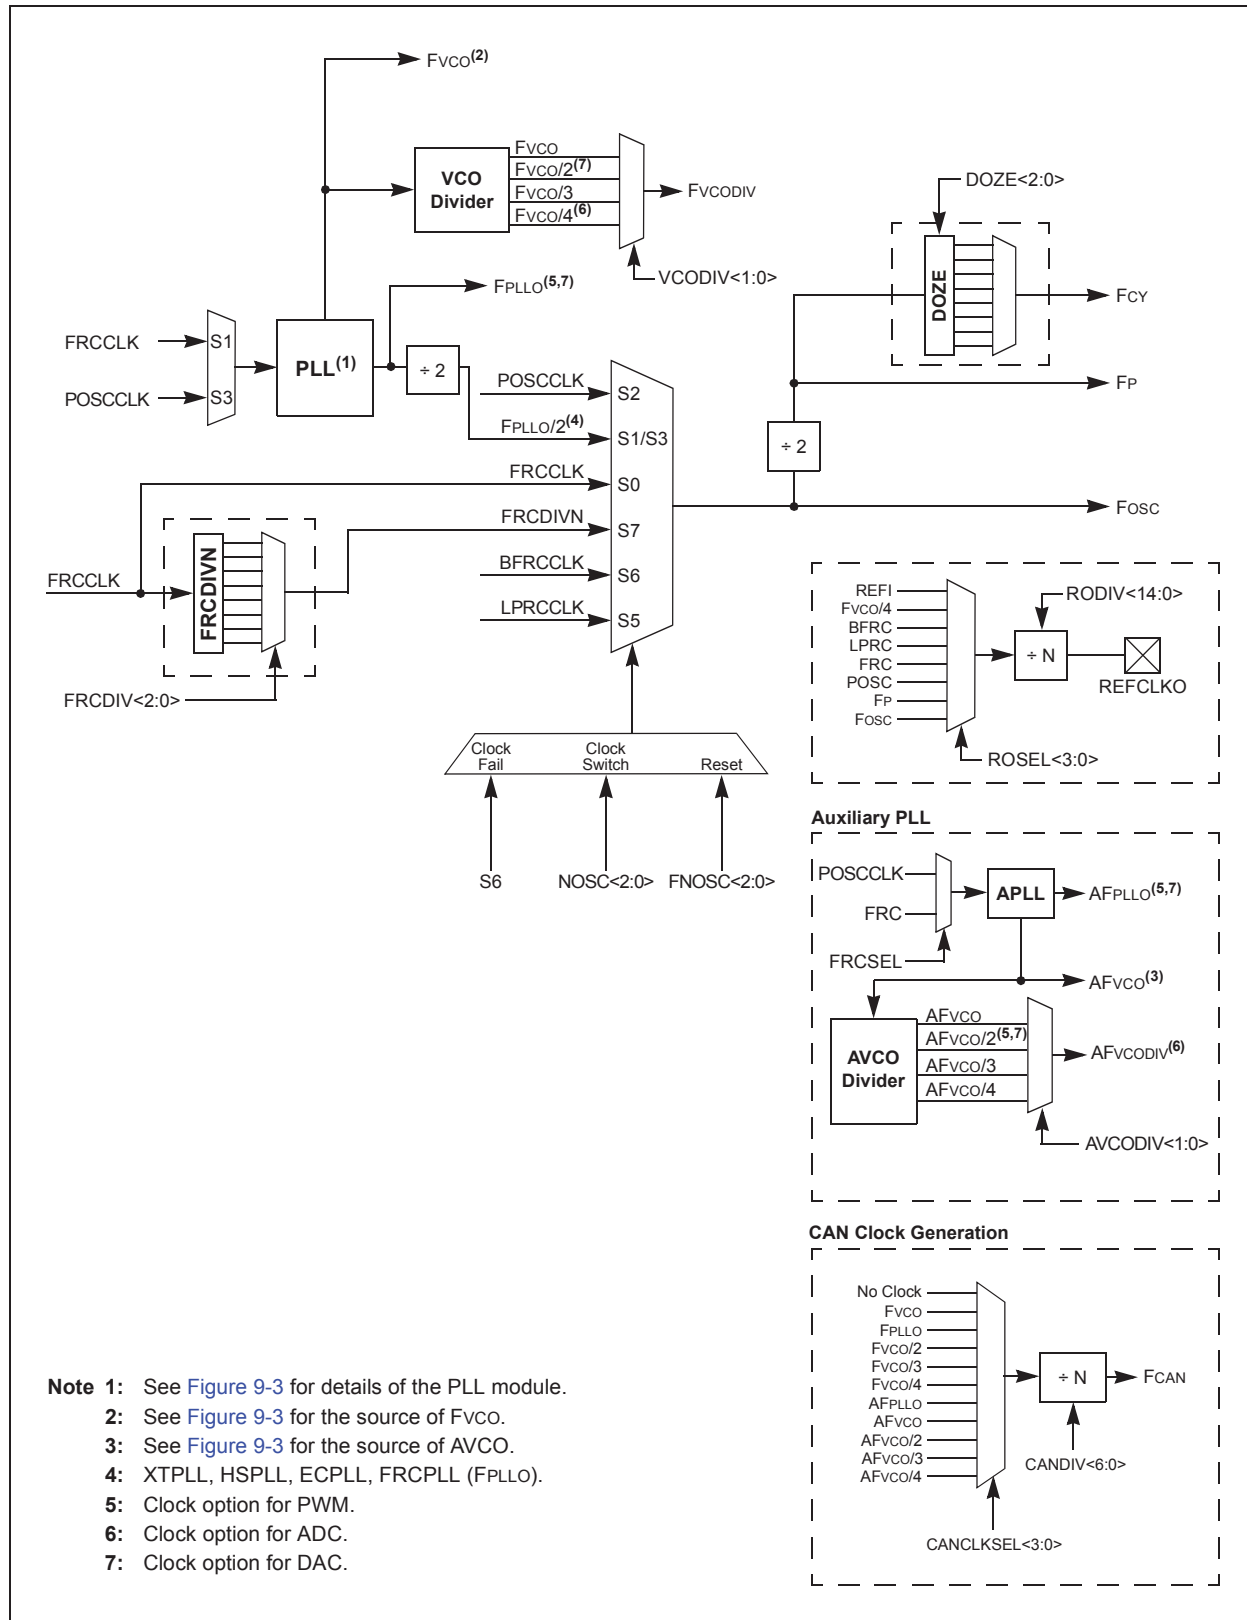 FVCO(2)
VCO Divider
FVCO
FVCO/2(7)
FVCO/3
FVCO/4(6)
FVCODIV
VCODIV<1:0>
DOZE<2:0>
DOZE
FCY
FPLLO(5,7)
FRCCLK
POSCCLK
S1
S3
PLL(1)
÷ 2
POSCCLK
FPLLO/2(4)
FRCCLK
FRCDIVN
BFRCCLK
LPRCCLK
S2
S1/S3
S0
S7
S6
S5
÷ 2
FP
FOSC
FRCCLK
FRCDIVN
FRCDIV<2:0>
Clock Fail
Clock Switch
Reset
S6
NOSC<2:0>
FNOSC<2:0>
REFI
FVCO/4
BFRC
LPRC
FRC
POSC
FP
FOSC
RODIV<14:0>
÷ N
REFCLKO
ROSEL<3:0>
Auxiliary PLL
POSCCLK
FRC
FRCSEL
APLL
AFPLLO(5,7)
AFVCO(3)
AVCO Divider
AFVCO
AFVCO/2(5,7)
AFVCO/3
AFVCO/4
AFVCODIV(6)
AVCODIV<1:0>
CAN Clock Generation
No Clock
FVCO
FPLLO
FVCO/2
FVCO/3
FVCO/4
AFPLLO
AFVCO
AFVCO/2
AFVCO/3
AFVCO/4
÷ N
FCAN
CANDIV<6:0>
CANCLKSEL<3:0>
Note 1: See Figure 9-3 for details of the PLL module.
2: See Figure 9-3 for the source of FVCO.
3: See Figure 9-3 for the source of AVCO.
4: XTPLL, HSPLL, ECPLL, FRCPLL (FPLLO).
5: Clock option for PWM.
6: Clock option for ADC.
7: Clock option for DAC.